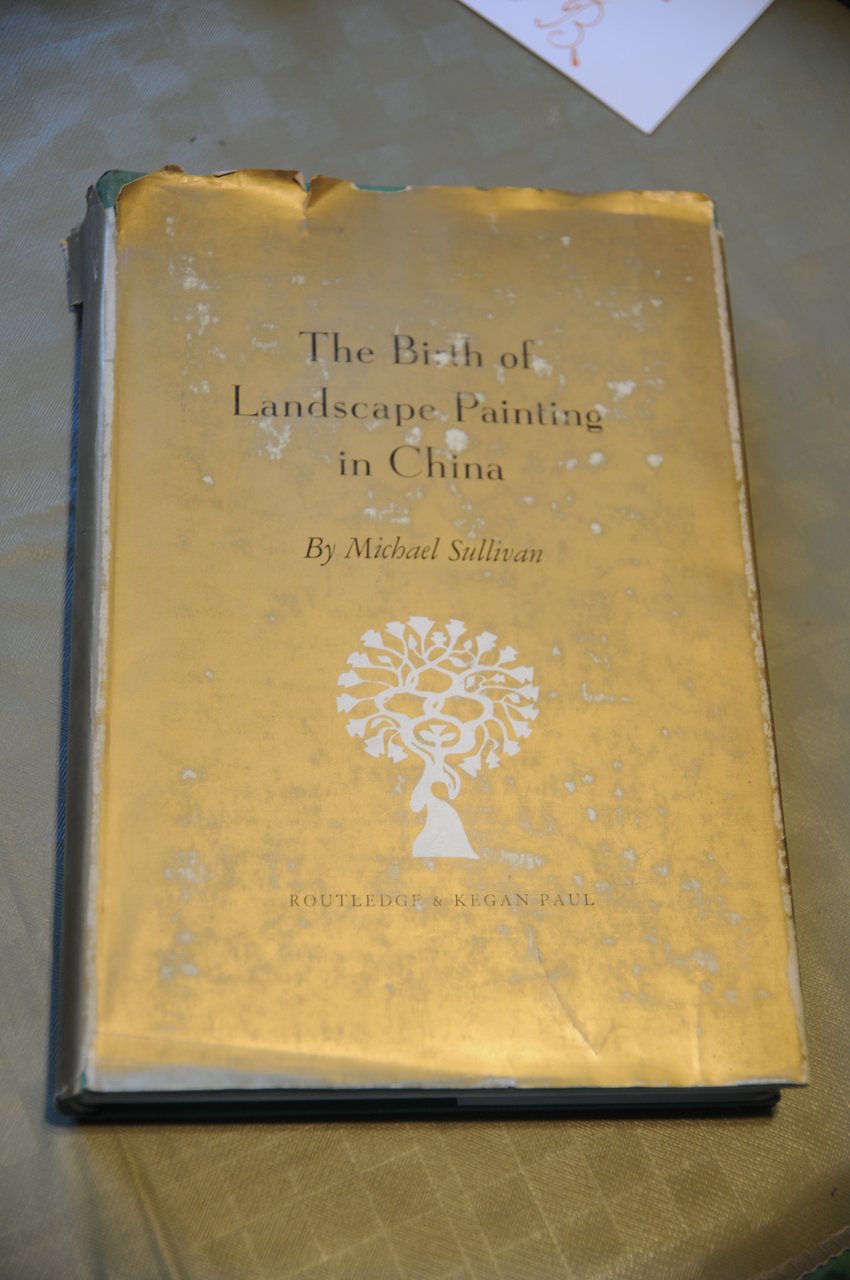 B
The Birth of
Landscape Painting
in China
By Michael Sullivan
ROUTLEDGE & KEGAN PAUL